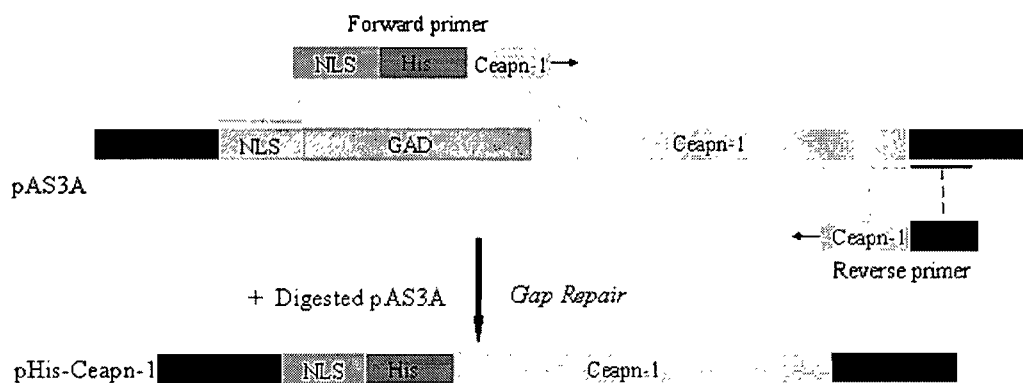 Forward primer
NLS His Ceapn-1
NLS GAD Ceapn-1
pAS3A
Ceapn-1
Reverse primer
+ Digested pAS3A Gap Repair
pHis-Ceapn-1 NLS His Ceapn-1